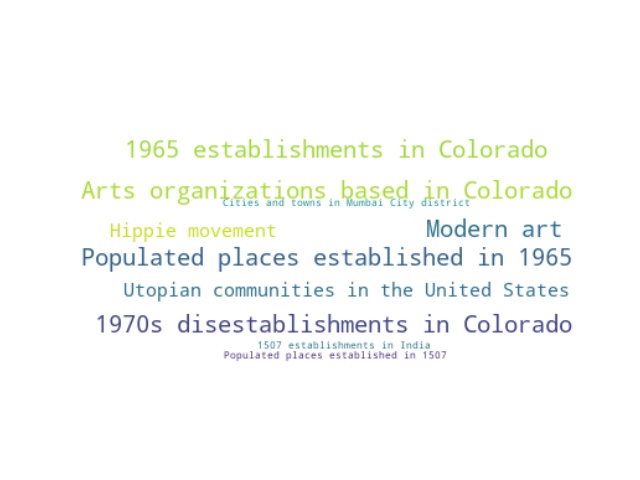 1965 establishments in Colorado
Arts organizations based in Colorado
Cities and towns in Mumbai City district
Hippie movement
Modern art
Populated places established in 1965
Utopian communities in the United States
1970s disestablishments in Colorado
1507 establishments in India
Populated places established in 1507